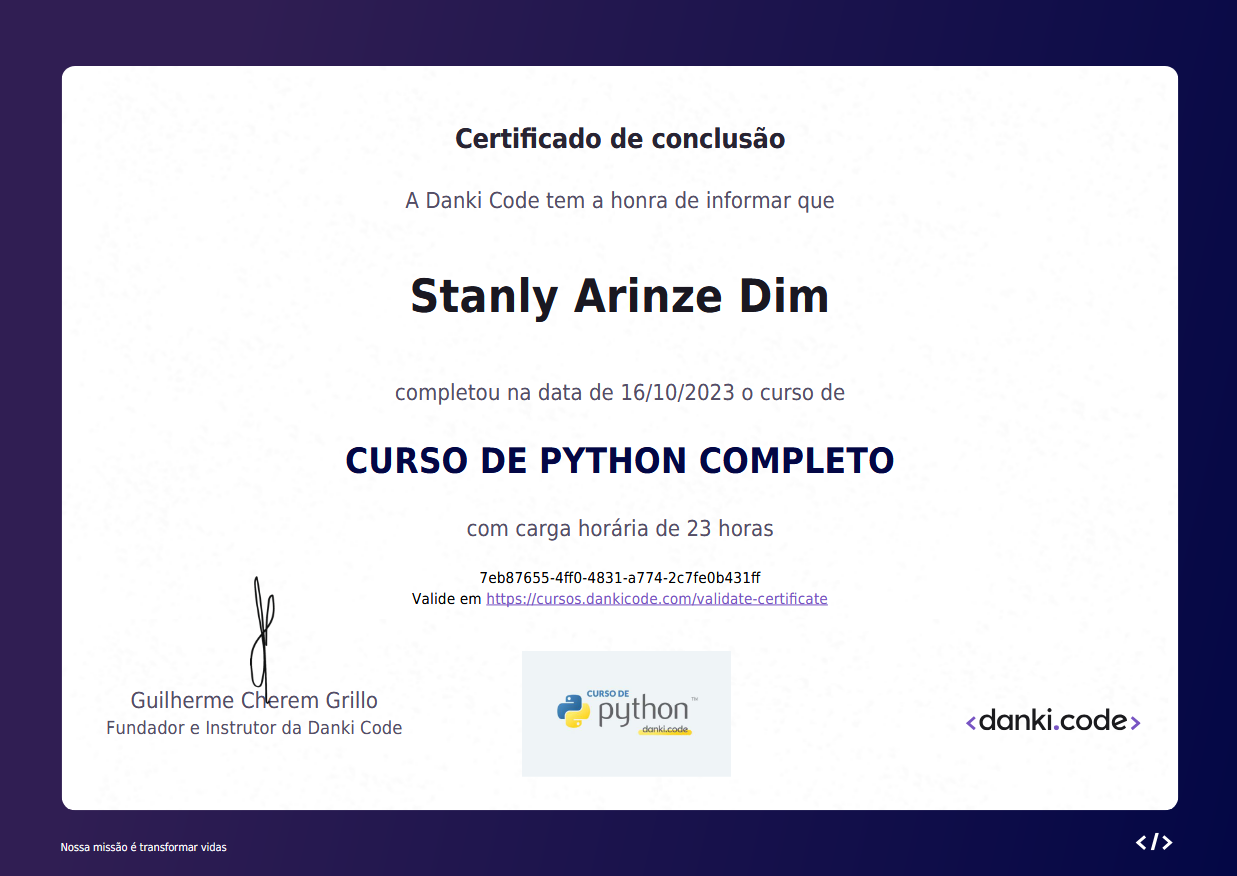 Certificado de conclusão
A Danki Code tem a honra de informar que
Stanly Arinze Dim
completou na data de 16/10/2023 o curso de
CURSO DE PYTHON COMPLETO
com carga horária de 23 horas
7eb87655-4ff0-4831-a774-2c7fe0b431ff
Valide em https://cursos.dankicode.com/validate-certificate
Guilherme Cherem Grillo
Fundador e Instrutor da Danki Code
CURSO DE
python™
danki.code
<danki.code>
Nossa missão é transformar vidas
</>